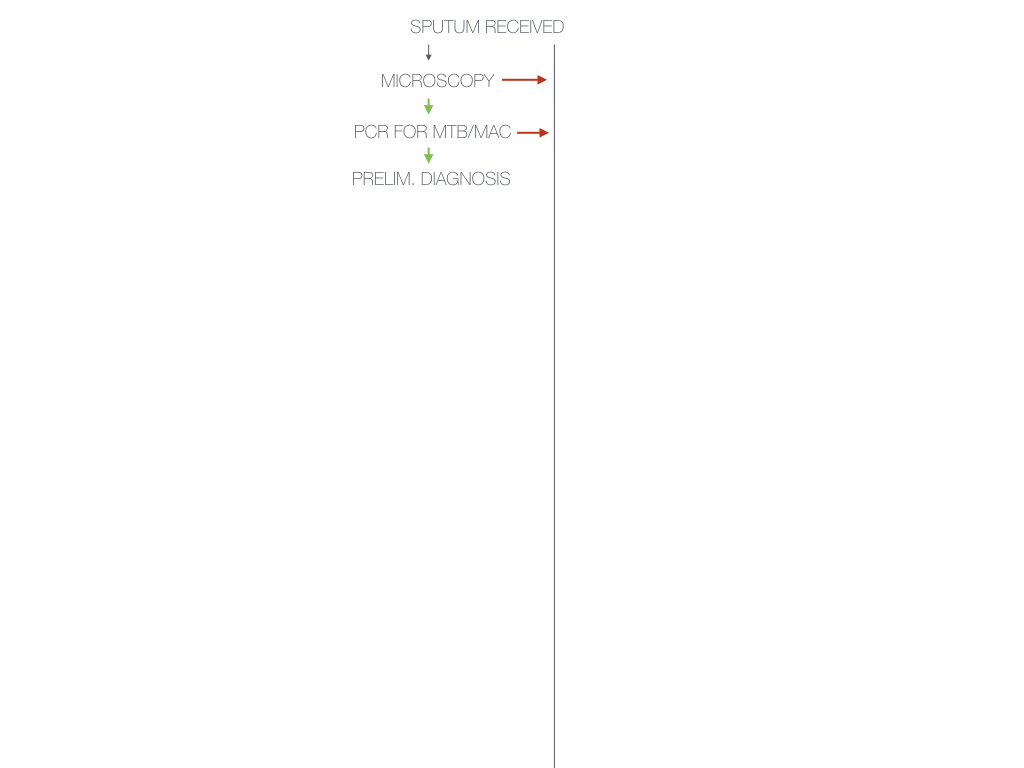 SPUTUM RECEIVED
MICROSCOPY
PCR FOR MTB/MAC
PRELIM. DIAGNOSIS